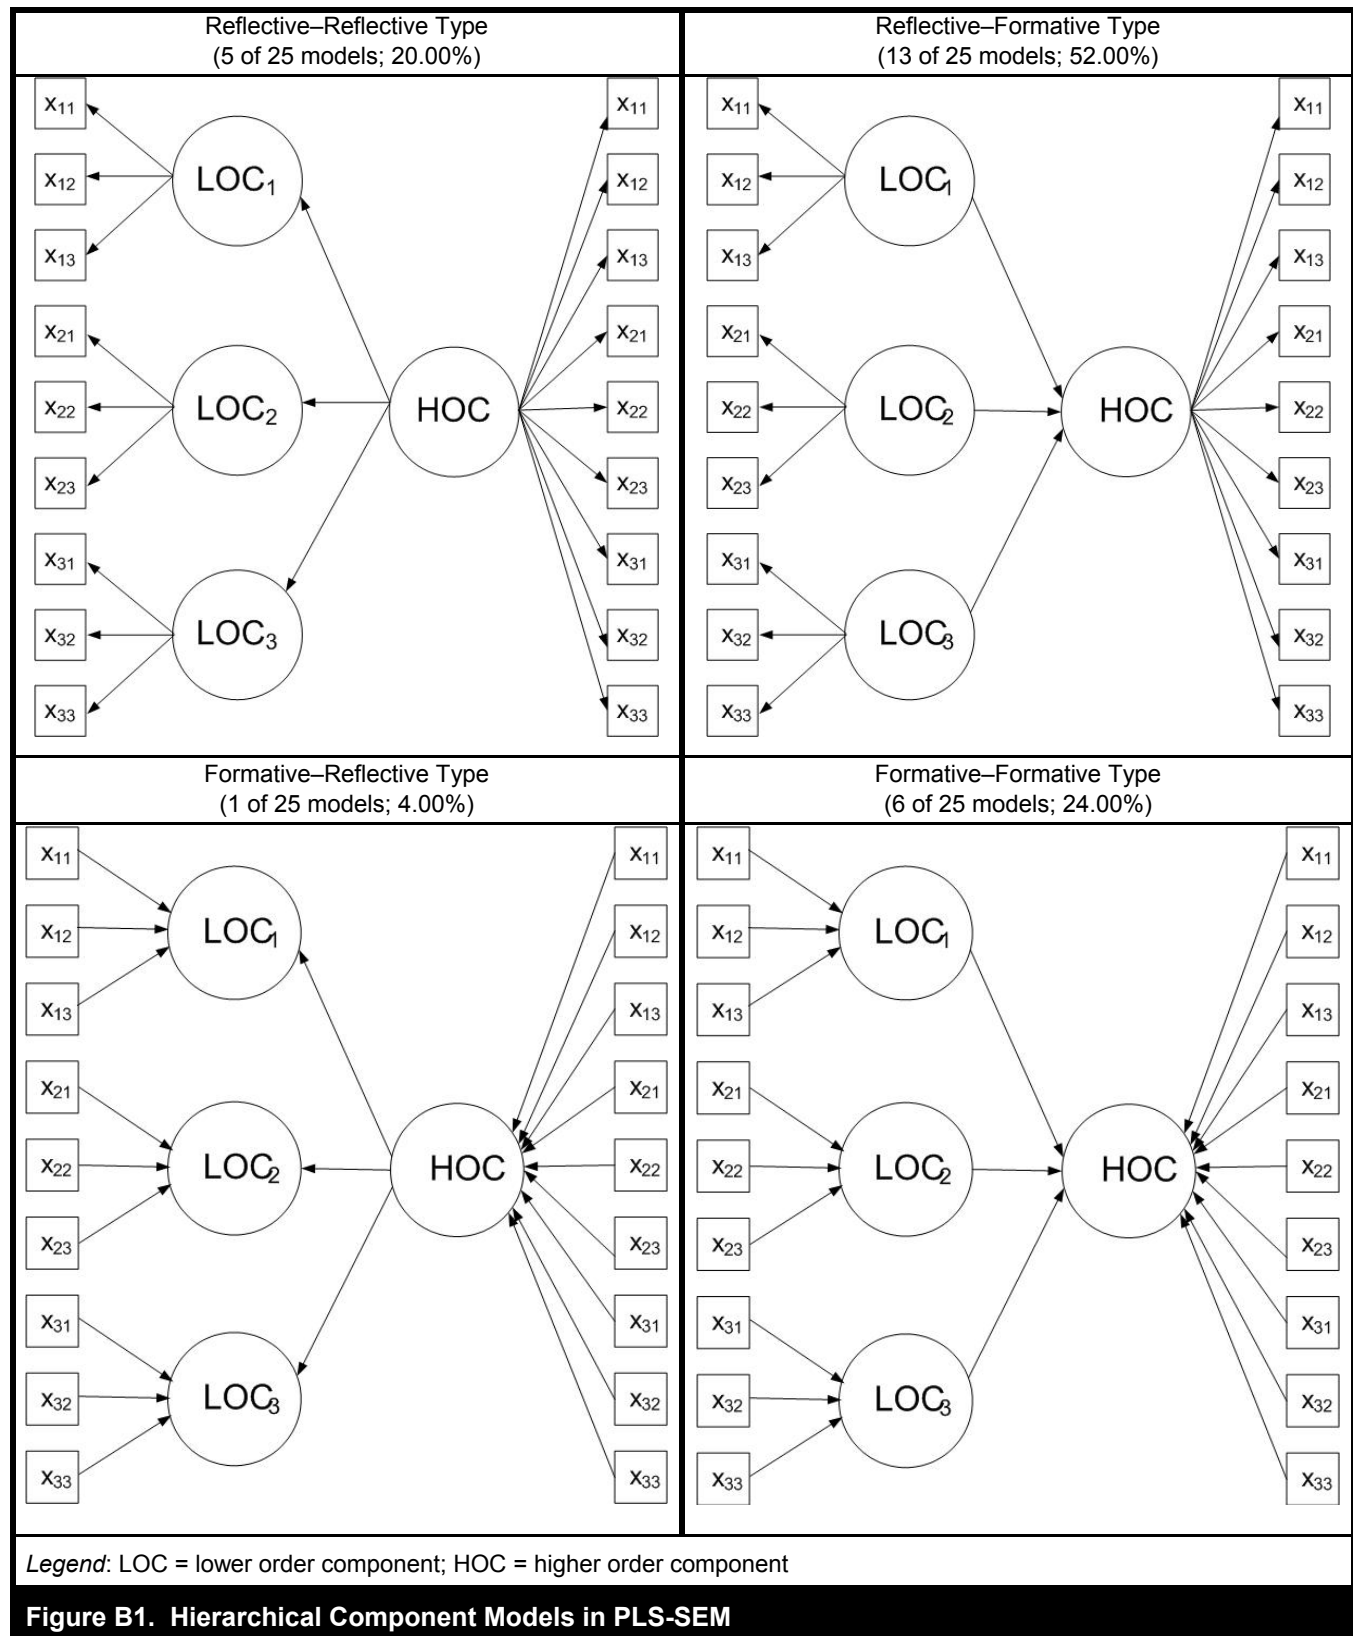 Reflective–Reflective Type
(5 of 25 models; 20.00%)
Reflective–Formative Type
(13 of 25 models; 52.00%)
x11
x12
x13
x21
x22
x23
x31
x32
x33
LOC1
LOC2
LOC3
HOC
x11
x12
x13
x21
x22
x23
x31
x32
x33
x11
x12
x13
x21
x22
x23
x31
x32
x33
LOC1
LOC2
LOC3
HOC
x11
x12
x13
x21
x22
x23
x31
x32
x33
Formative–Reflective Type
(1 of 25 models; 4.00%)
Formative–Formative Type
(6 of 25 models; 24.00%)
x11
x12
x13
x21
x22
x23
x31
x32
x33
LOC1
LOC2
LOC3
HOC
x11
x12
x13
x21
x22
x23
x31
x32
x33
x11
x12
x13
x21
x22
x23
x31
x32
x33
LOC1
LOC2
LOC3
HOC
x11
x12
x13
x21
x22
x23
x31
x32
x33
Legend: LOC = lower order component; HOC = higher order component
Figure B1. Hierarchical Component Models in PLS-SEM